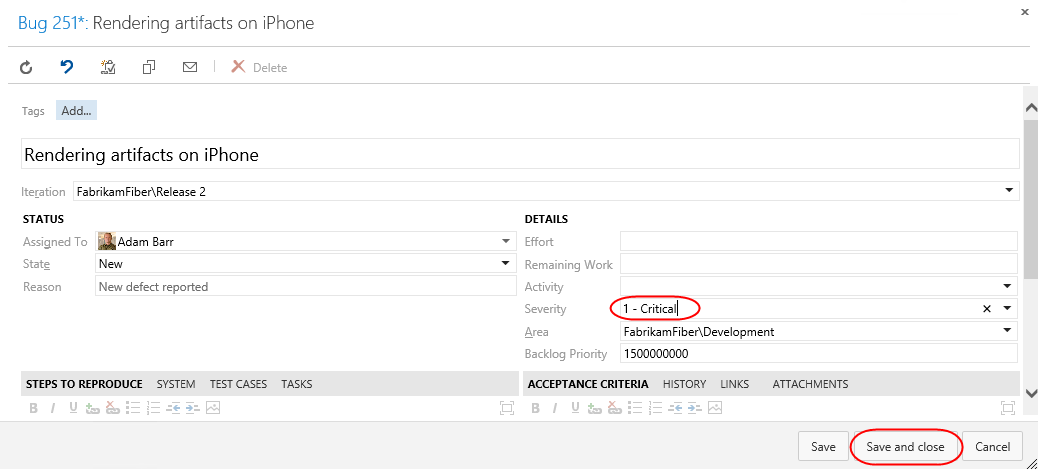 Bug 251*: Rendering artifacts on iPhone
Delete
Tags Add...
Rendering artifacts on iPhone
Iteration FabrikamFiber\Release 2
STATUS
Assigned To Adam Barr
State New
Reason New defect reported
DETAILS
Effort
Remaining Work
Activity
Severity 1 - Critical
Area FabrikamFiber\Development
Backlog Priority 1500000000
STEPS TO REPRODUCE SYSTEM TEST CASES TASKS
B I U
ACCEPTANCE CRITERIA HISTORY LINKS ATTACHMENTS
B I U
Save Save and close Cancel